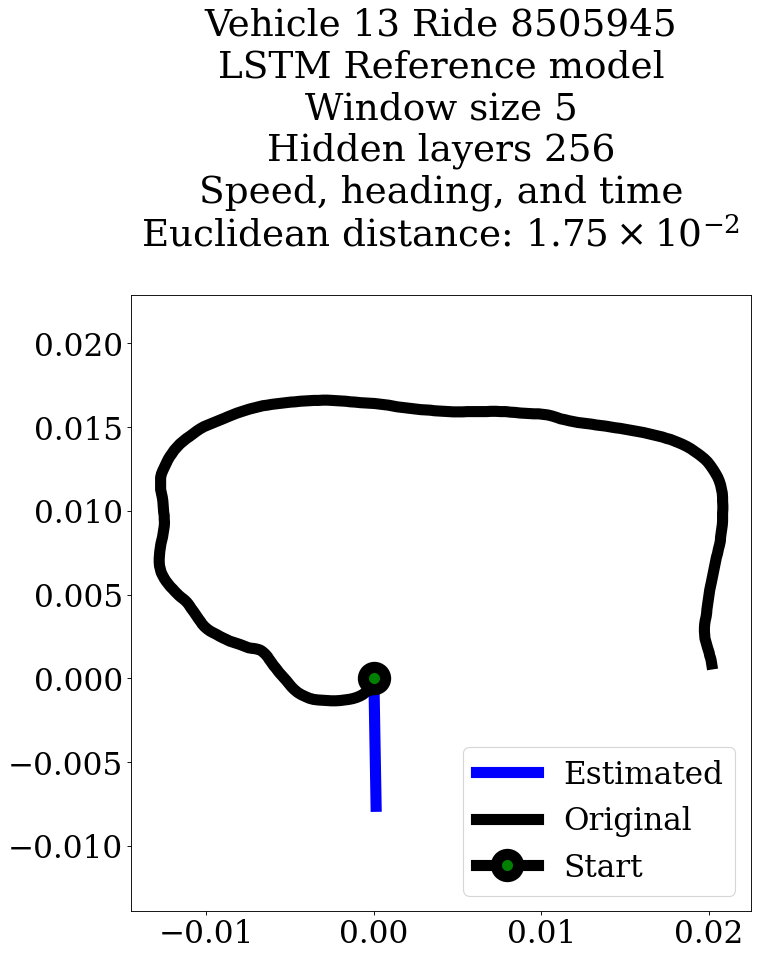 Vehicle 13 Ride 8505945
LSTM Reference model
Window size 5
Hidden layers 256
Speed, heading, and time
Euclidean distance: 1.75 × 10⁻²
0.020
0.015
0.010
0.005
0.000
−0.005
−0.010
Estimated
Original
Start
−0.01
0.00
0.01
0.02